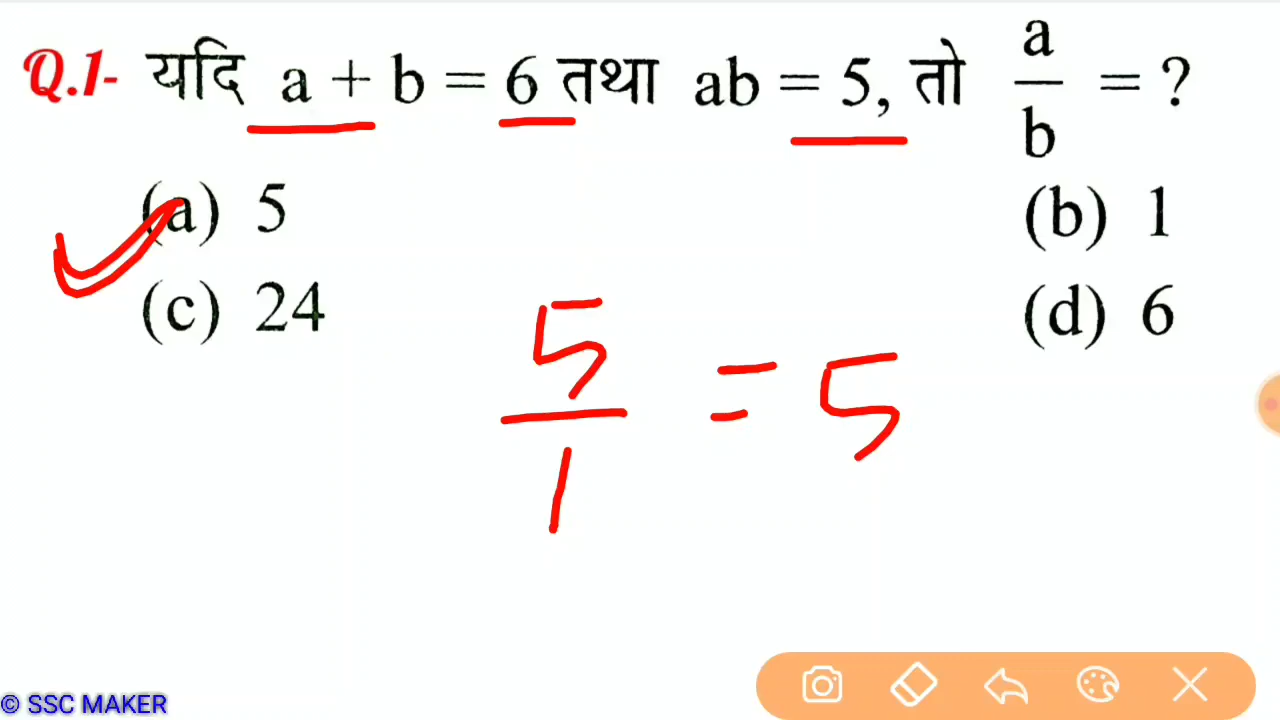 Q.1- यदि a + b = 6 तथा ab = 5, तो a/b = ?
(a) 5 (b) 1
(c) 24 (d) 6
5/1 = 5
© SSC MAKER